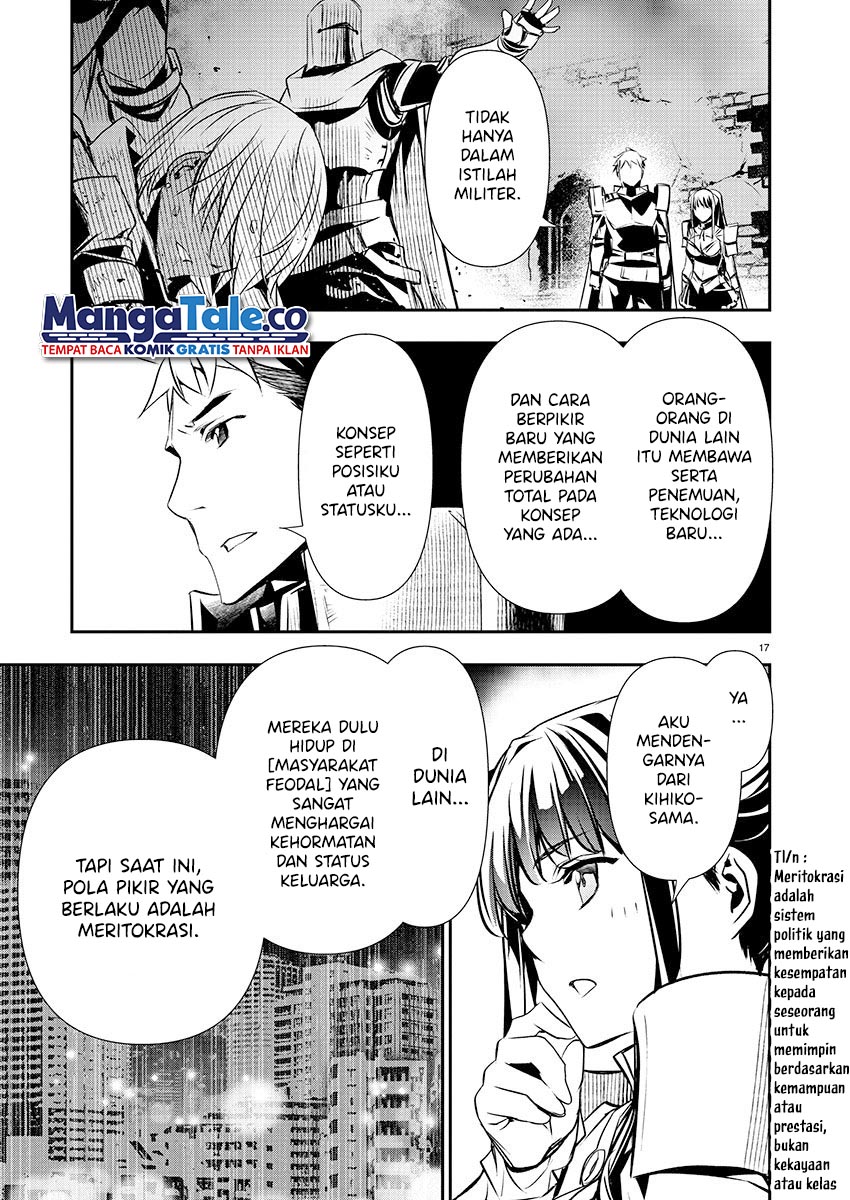 TIDAK
HANYA
DALAM
ISTILAH
MILITER.
MangaTale.co
TEMPAT BACA KOMIK GRATIS TANPA IKLAN
ORANG-
ORANG DI
DUNIA LAIN
ITU MEMBAWA
SERTA
PENEMUAN,
TEKNOLOGI
BARU...
DAN CARA
BERPIKIR
BARU YANG
MEMBERIKAN
PERUBAHAN
TOTAL PADA
KONSEP
YANG ADA...
KONSEP
SEPERTI
POSISIKU
ATAU
STATUSKU...
17
YA
...
AKU
MENDEN-
GARNYA
DARI
KIHIKO-
SAMA.
DI
DUNIA
LAIN...
MEREKA DULU
HIDUP DI
[MASYARAKAT
FEODAL] YANG
SANGAT
MENGHARGAI
KEHORMATAN
DAN STATUS
KELUARGA.
TAPI SAAT INI,
POLA PIKIR YANG
BERLAKU ADALAH
MERITOKRASI.
Tl/n :
Meritokrasi
adalah
sistem
politik yang
memberikan
kesempatan
kepada
seseorang
untuk
memimpin
berdasarkan
kemampuan
atau
prestasi,
bukan
kekayaan
atau kelas